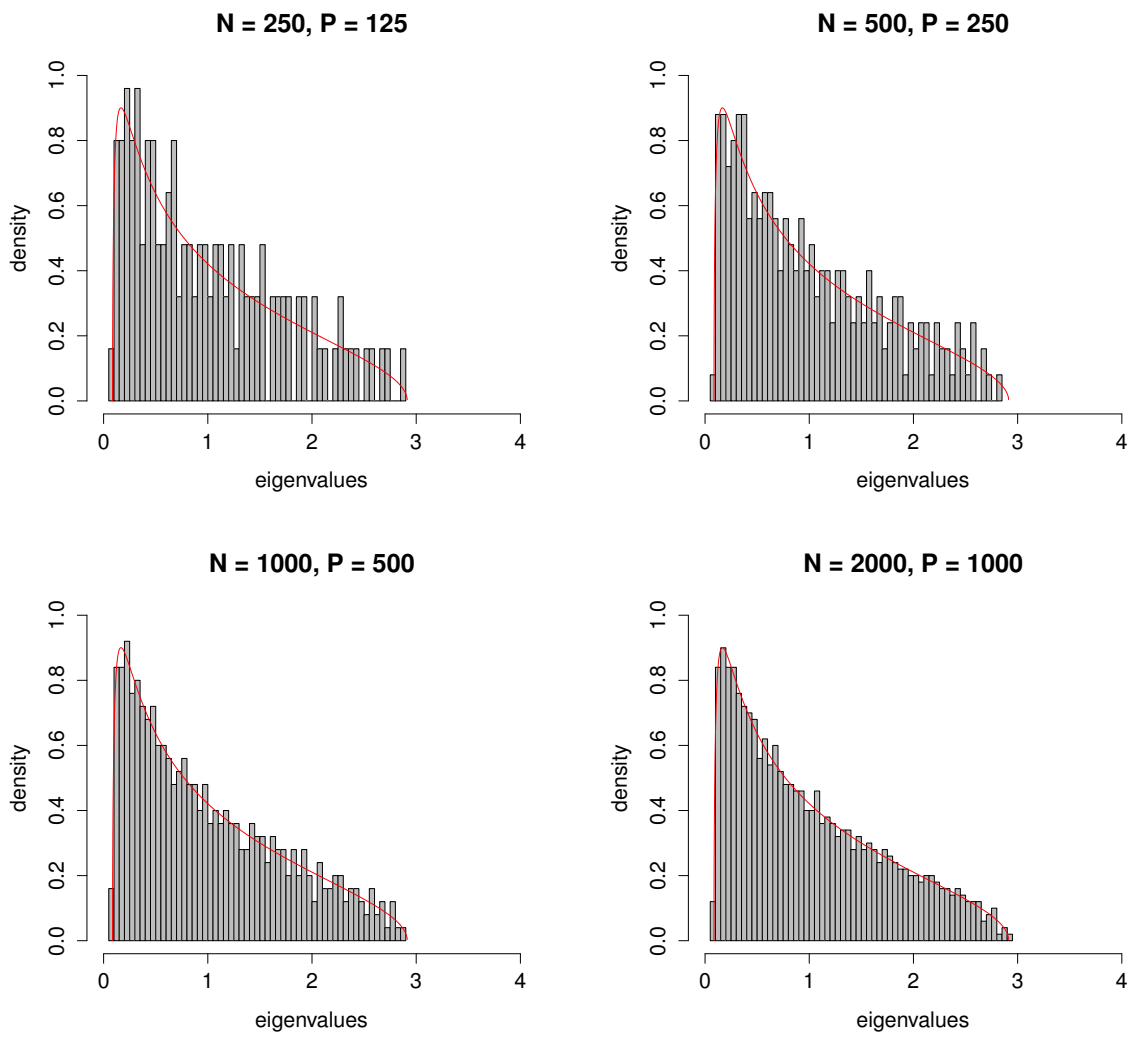 N = 250, P = 125
density
0.0 0.2 0.4 0.6 0.8 1.0
0 1 2 3 4
eigenvalues
N = 500, P = 250
density
0.0 0.2 0.4 0.6 0.8 1.0
0 1 2 3 4
eigenvalues
N = 1000, P = 500
density
0.0 0.2 0.4 0.6 0.8 1.0
0 1 2 3 4
eigenvalues
N = 2000, P = 1000
density
0.0 0.2 0.4 0.6 0.8 1.0
0 1 2 3 4
eigenvalues